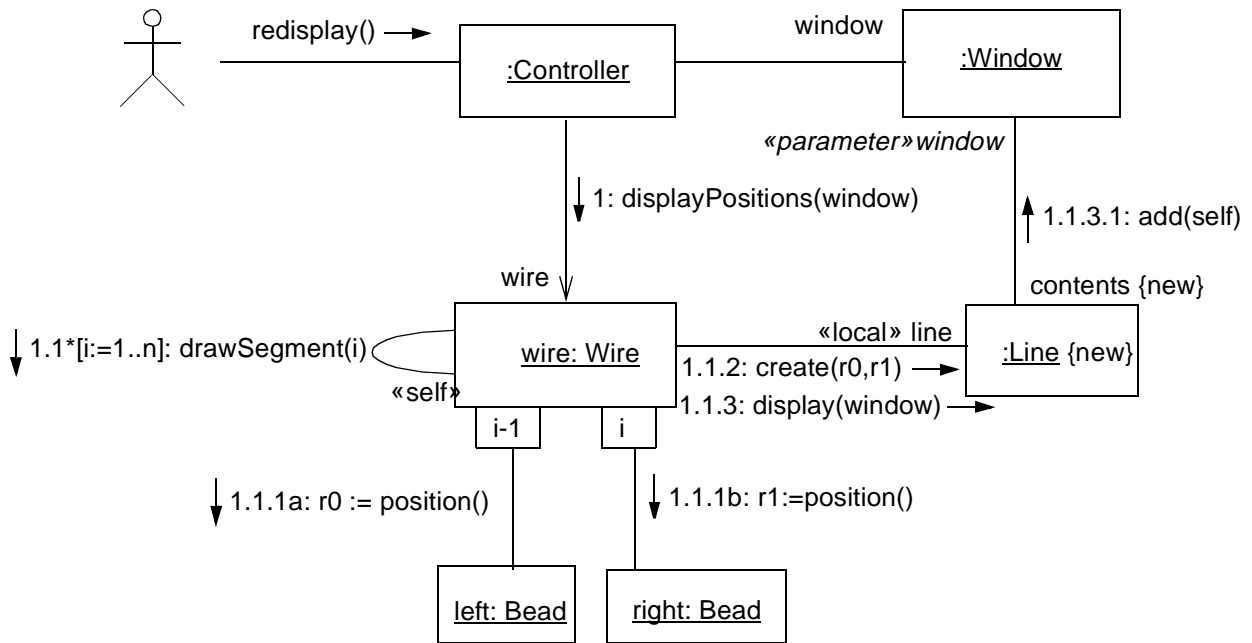 redisplay()
window
:Controller
:Window
«parameter»window
1: displayPositions(window)
1.1.3.1: add(self)
wire
contents {new}
1.1*[i:=1..n]: drawSegment(i)
wire: Wire
«local» line
:Line {new}
1.1.2: create(r0,r1)
«self»
1.1.3: display(window)
i-1
i
1.1.1a: r0 := position()
1.1.1b: r1:=position()
left: Bead
right: Bead